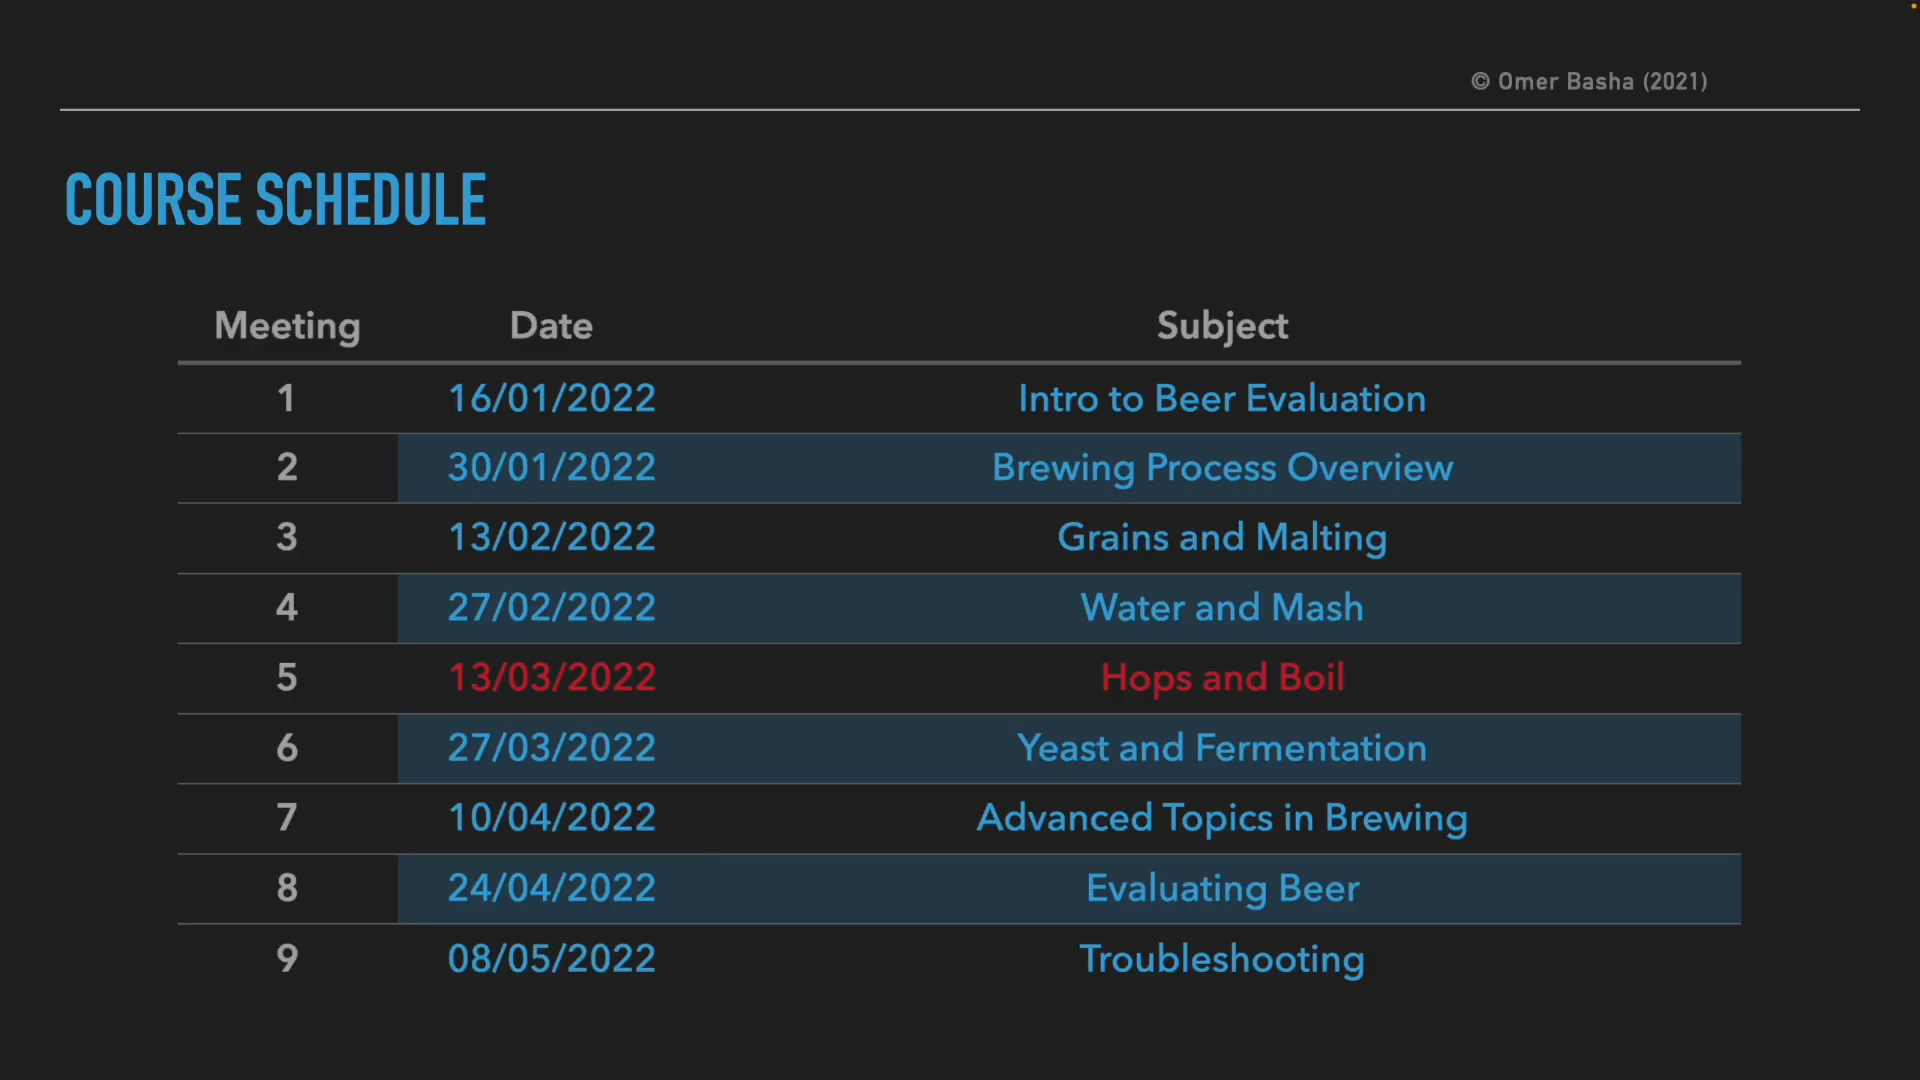 © Omer Basha (2021)
COURSE SCHEDULE
Meeting Date Subject
1 16/01/2022 Intro to Beer Evaluation
2 30/01/2022 Brewing Process Overview
3 13/02/2022 Grains and Malting
4 27/02/2022 Water and Mash
5 13/03/2022 Hops and Boil
6 27/03/2022 Yeast and Fermentation
7 10/04/2022 Advanced Topics in Brewing
8 24/04/2022 Evaluating Beer
9 08/05/2022 Troubleshooting